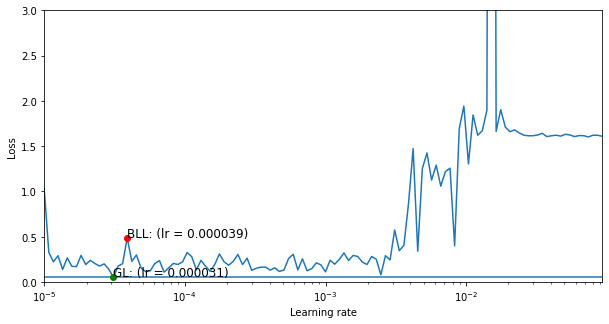 3.0
2.5
2.0
1.5
1.0
0.5
0.0
Loss
BLL: (lr = 0.000039)
GL: (lr = 0.000031)
10⁻⁵
10⁻⁴
10⁻³
10⁻²
Learning rate